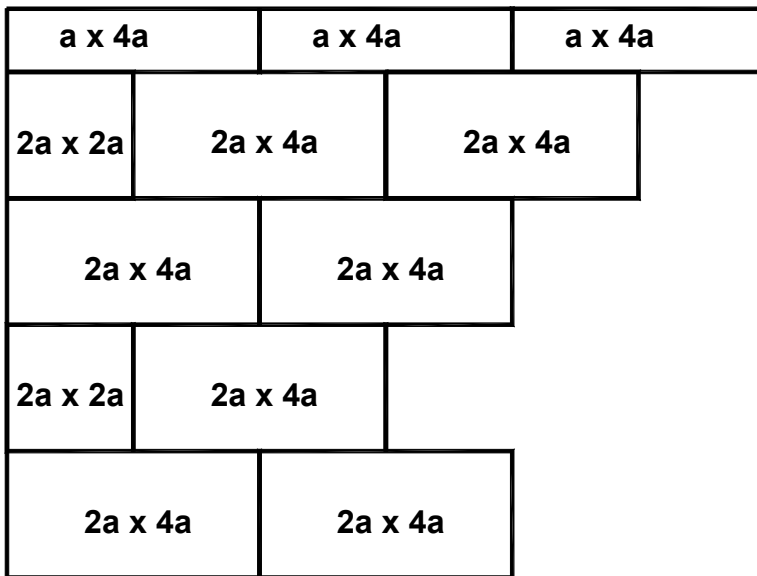 a x 4a a x 4a a x 4a
2a x 2a 2a x 4a 2a x 4a
2a x 4a 2a x 4a
2a x 2a 2a x 4a
2a x 4a 2a x 4a